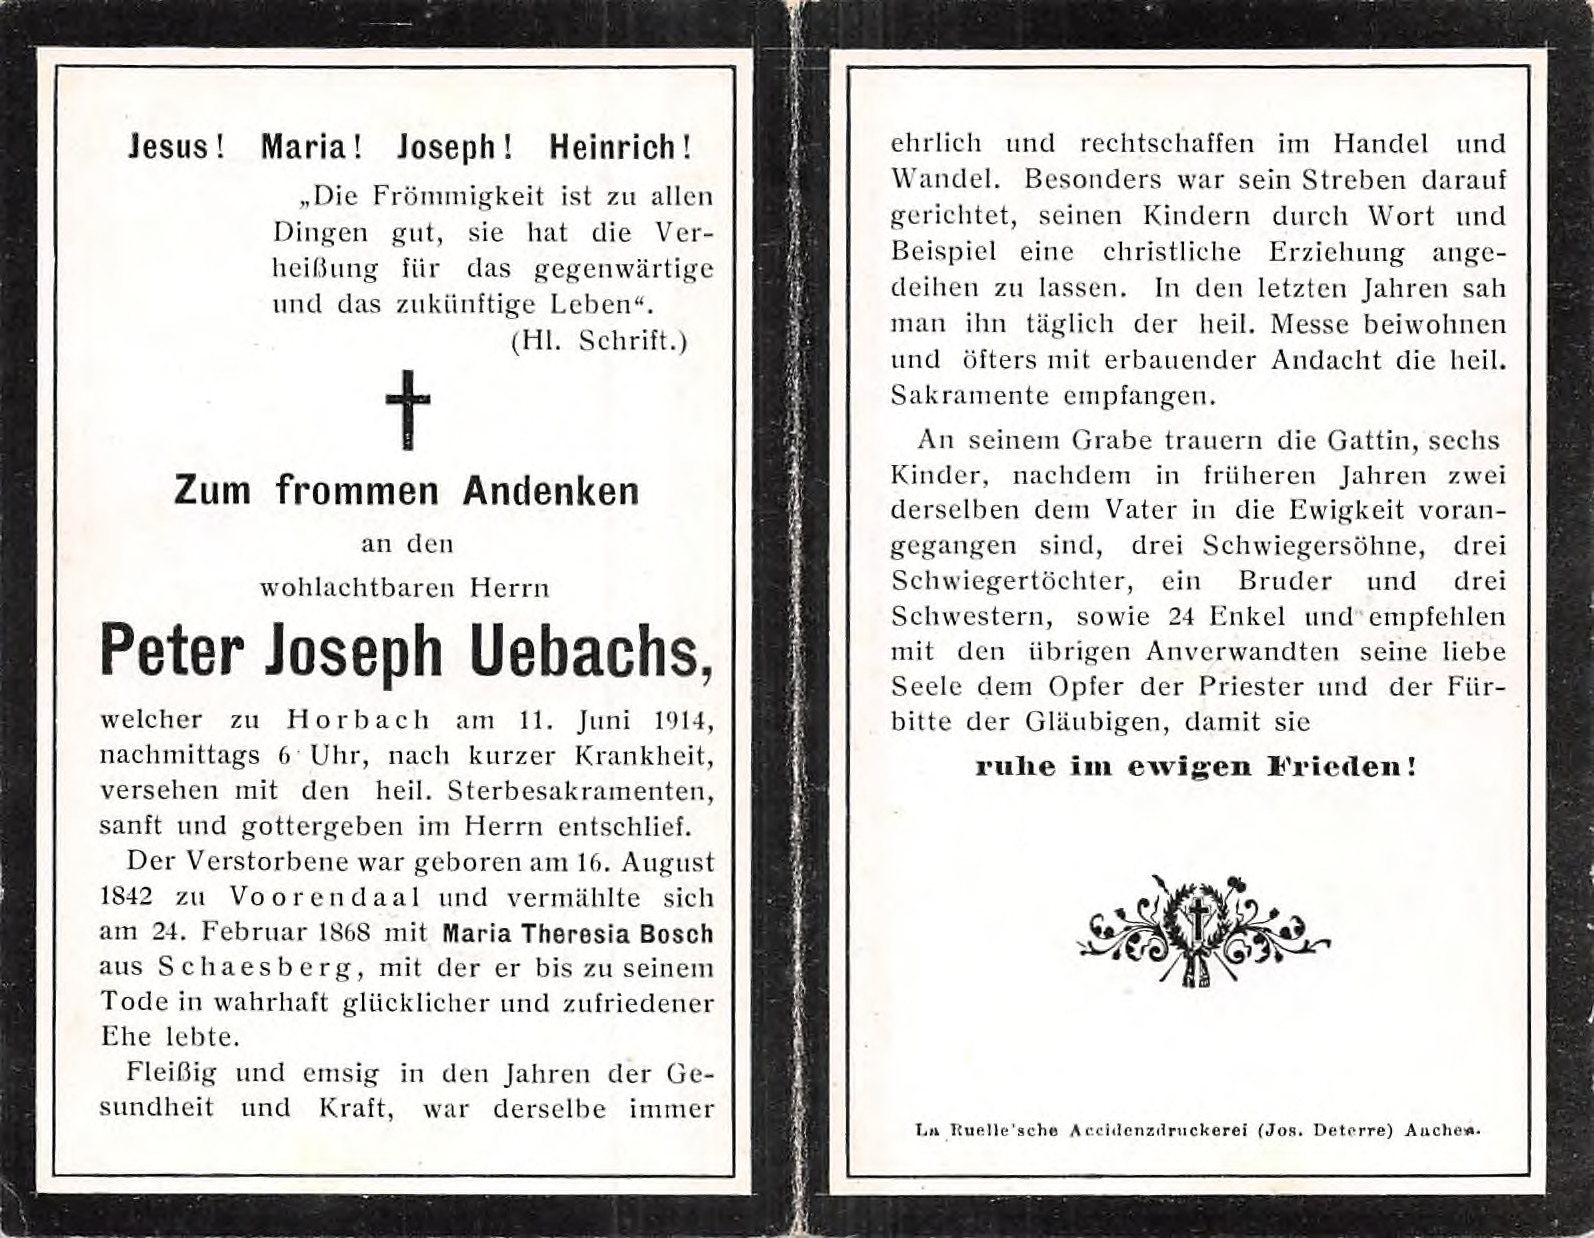 Jesus! Maria! Joseph! Heinrich!
„Die Frömmigkeit ist zu allen
Dingen gut, sie hat die Ver-
heißung für das gegenwärtige
und das zukünftige Leben“.
(Hl. Schrift.)
Zum frommen Andenken
an den
wohlachtbaren Herrn
Peter Joseph Uebachs,
welcher zu Horbach am 11. Juni 1914,
nachmittags 6 Uhr, nach kurzer Krankheit,
versehen mit den heil. Sterbesakramenten,
sanft und gottergeben im Herrn entschlief.
Der Verstorbene war geboren am 16. August
1842 zu Voorendaal und vermählte sich
am 24. Februar 1868 mit Maria Theresia Bosch
aus Schaesberg, mit der er bis zu seinem
Tode in wahrhaft glücklicher und zufriedener
Ehe lebte.
Fleißig und emsig in den Jahren der Ge-
sundheit und Kraft, war derselbe immer
ehrlich und rechtschaffen im Handel und
Wandel. Besonders war sein Streben darauf
gerichtet, seinen Kindern durch Wort und
Beispiel eine christliche Erziehung ange-
deihen zu lassen. In den letzten Jahren sah
man ihn täglich der heil. Messe beiwohnen
und öfters mit erbauender Andacht die heil.
Sakramente empfangen.
An seinem Grabe trauern die Gattin, sechs
Kinder, nachdem in früheren Jahren zwei
derselben dem Vater in die Ewigkeit voran-
gegangen sind, drei Schwiegersöhne, drei
Schwiegertöchter, ein Bruder und drei
Schwestern, sowie 24 Enkel und empfehlen
mit den übrigen Anverwandten seine liebe
Seele dem Opfer der Priester und der Für-
bitte der Gläubigen, damit sie
ruhe im ewigen Frieden!
La Ruelle'sche Accidenzdruckerei (Jos. Deterre) Aachen.